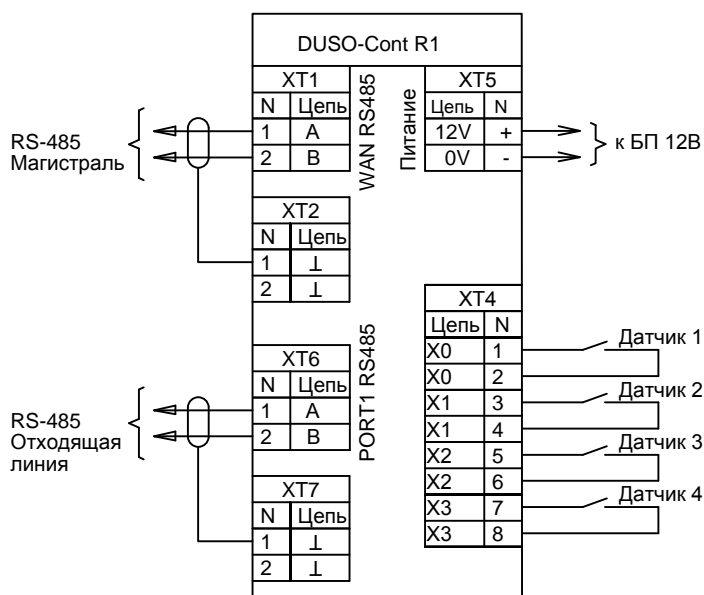 DUSO-Cont R1
XT1
N Цепь
1 A
2 B
WAN RS485
RS-485
Магистраль
XT2
N Цепь
1 ⊥
2 ⊥
XT6
N Цепь
1 A
2 B
PORT1 RS485
RS-485
Отходящая
линия
XT7
N Цепь
1 ⊥
2 ⊥
Питание
XT5
Цепь N
12V +
0V -
к БП 12В
XT4
Цепь N
X0 1
X0 2
X1 3
X1 4
X2 5
X2 6
X3 7
X3 8
Датчик 1
Датчик 2
Датчик 3
Датчик 4